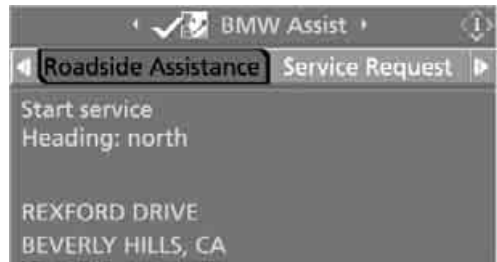 BMW Assist
Roadside Assistance Service Request
Start service
Heading: north
REXFORD DRIVE
BEVERLY HILLS, CA